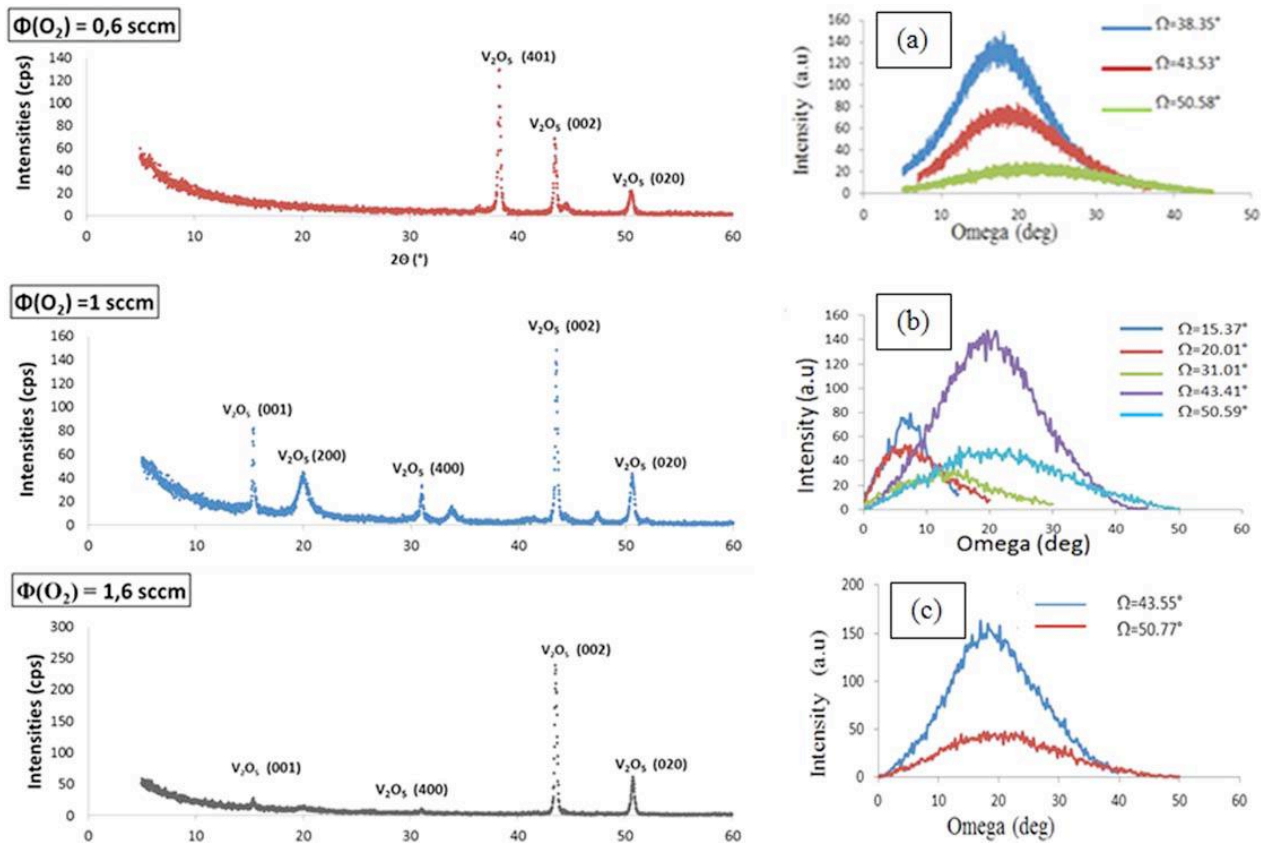 Φ(O₂) = 0,6 sccm
Intensities (cps)
140
120
100
80
60
40
20
0
V₂O₅ (401)
V₂O₅ (002)
V₂O₅ (020)
0 10 20 30 40 50 60
2Θ (°)
(a)
Intensity (a.u)
160
140
120
100
80
60
40
20
0
Ω=38.35°
Ω=43.53°
Ω=50.58°
0 10 20 30 40 50
Omega (deg)
Φ(O₂) =1 sccm
Intensities (cps)
160
140
120
100
80
60
40
20
0
V₂O₅ (001)
V₂O₅ (200)
V₂O₅ (400)
V₂O₅ (002)
V₂O₅ (020)
0 10 20 30 40 50 60
(b)
Intensity (a.u)
160
140
120
100
80
60
40
20
0
Ω=15.37°
Ω=20.01°
Ω=31.01°
Ω=43.41°
Ω=50.59°
0 10 20 30 40 50 60
Omega (deg)
Φ(O₂) = 1,6 sccm
Intensities (cps)
300
250
200
150
100
50
0
V₂O₅ (001)
V₂O₅ (400)
V₂O₅ (002)
V₂O₅ (020)
0 10 20 30 40 50 60
(c)
Intensity (a.u)
200
150
100
50
0
Ω=43.55°
Ω=50.77°
0 10 20 30 40 50 60
Omega (deg)